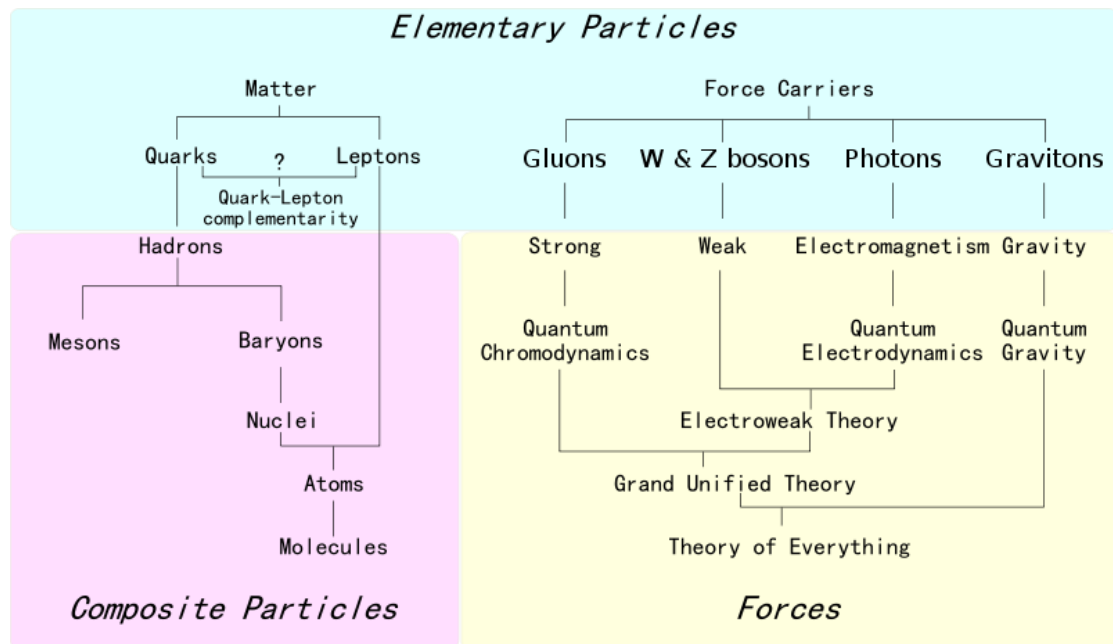 Elementary Particles
Matter
Force Carriers
Quarks
?
Leptons
Gluons
W & Z bosons
Photons
Gravitons
Quark-Lepton
complementarity
Hadrons
Strong
Weak
Electromagnetism
Gravity
Mesons
Baryons
Quantum
Chromodynamics
Quantum
Electrodynamics
Quantum
Gravity
Nuclei
Electroweak Theory
Atoms
Grand Unified Theory
Molecules
Theory of Everything
Composite Particles
Forces